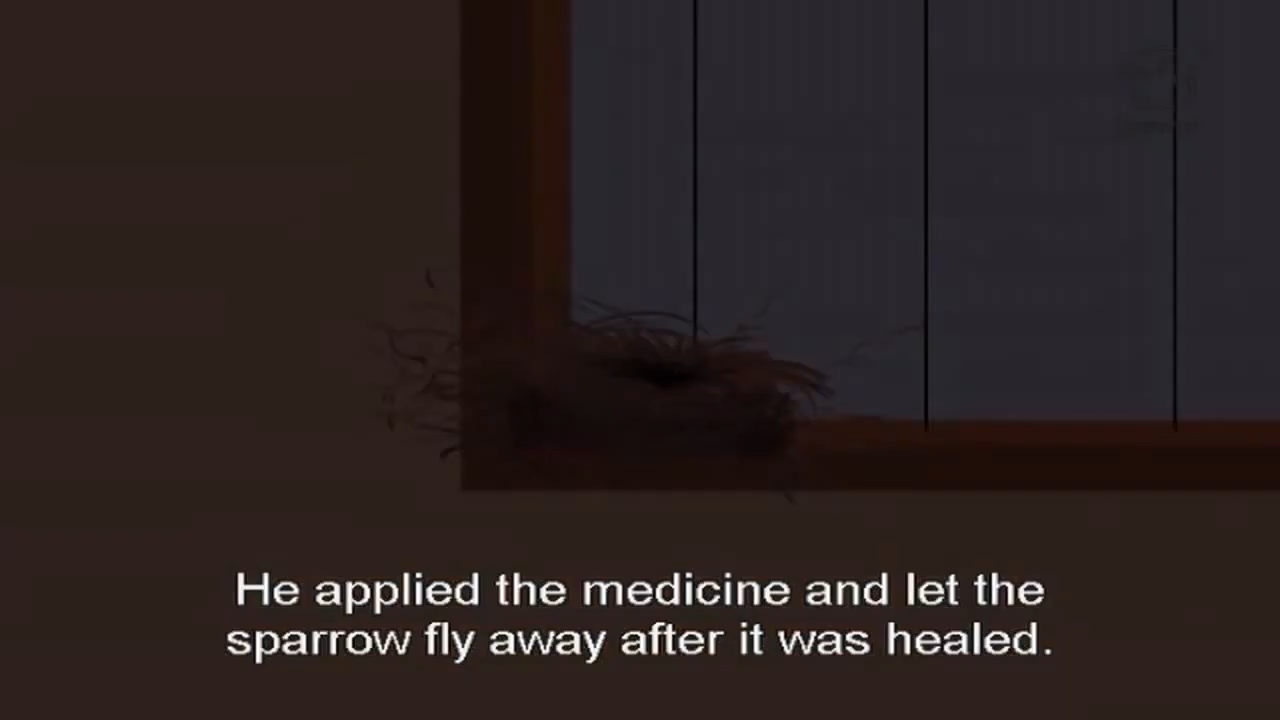 He applied the medicine and let the
sparrow fly away after it was healed.